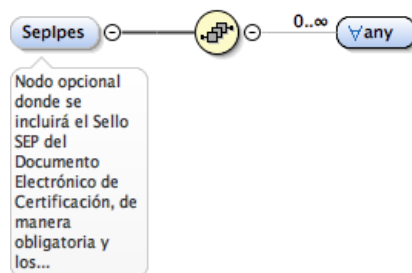 SepIpes
0..∞
∀any
Nodo opcional
donde se
incluirá el Sello
SEP del
Documento
Electrónico de
Certificación, de
manera
obligatoria y
los...